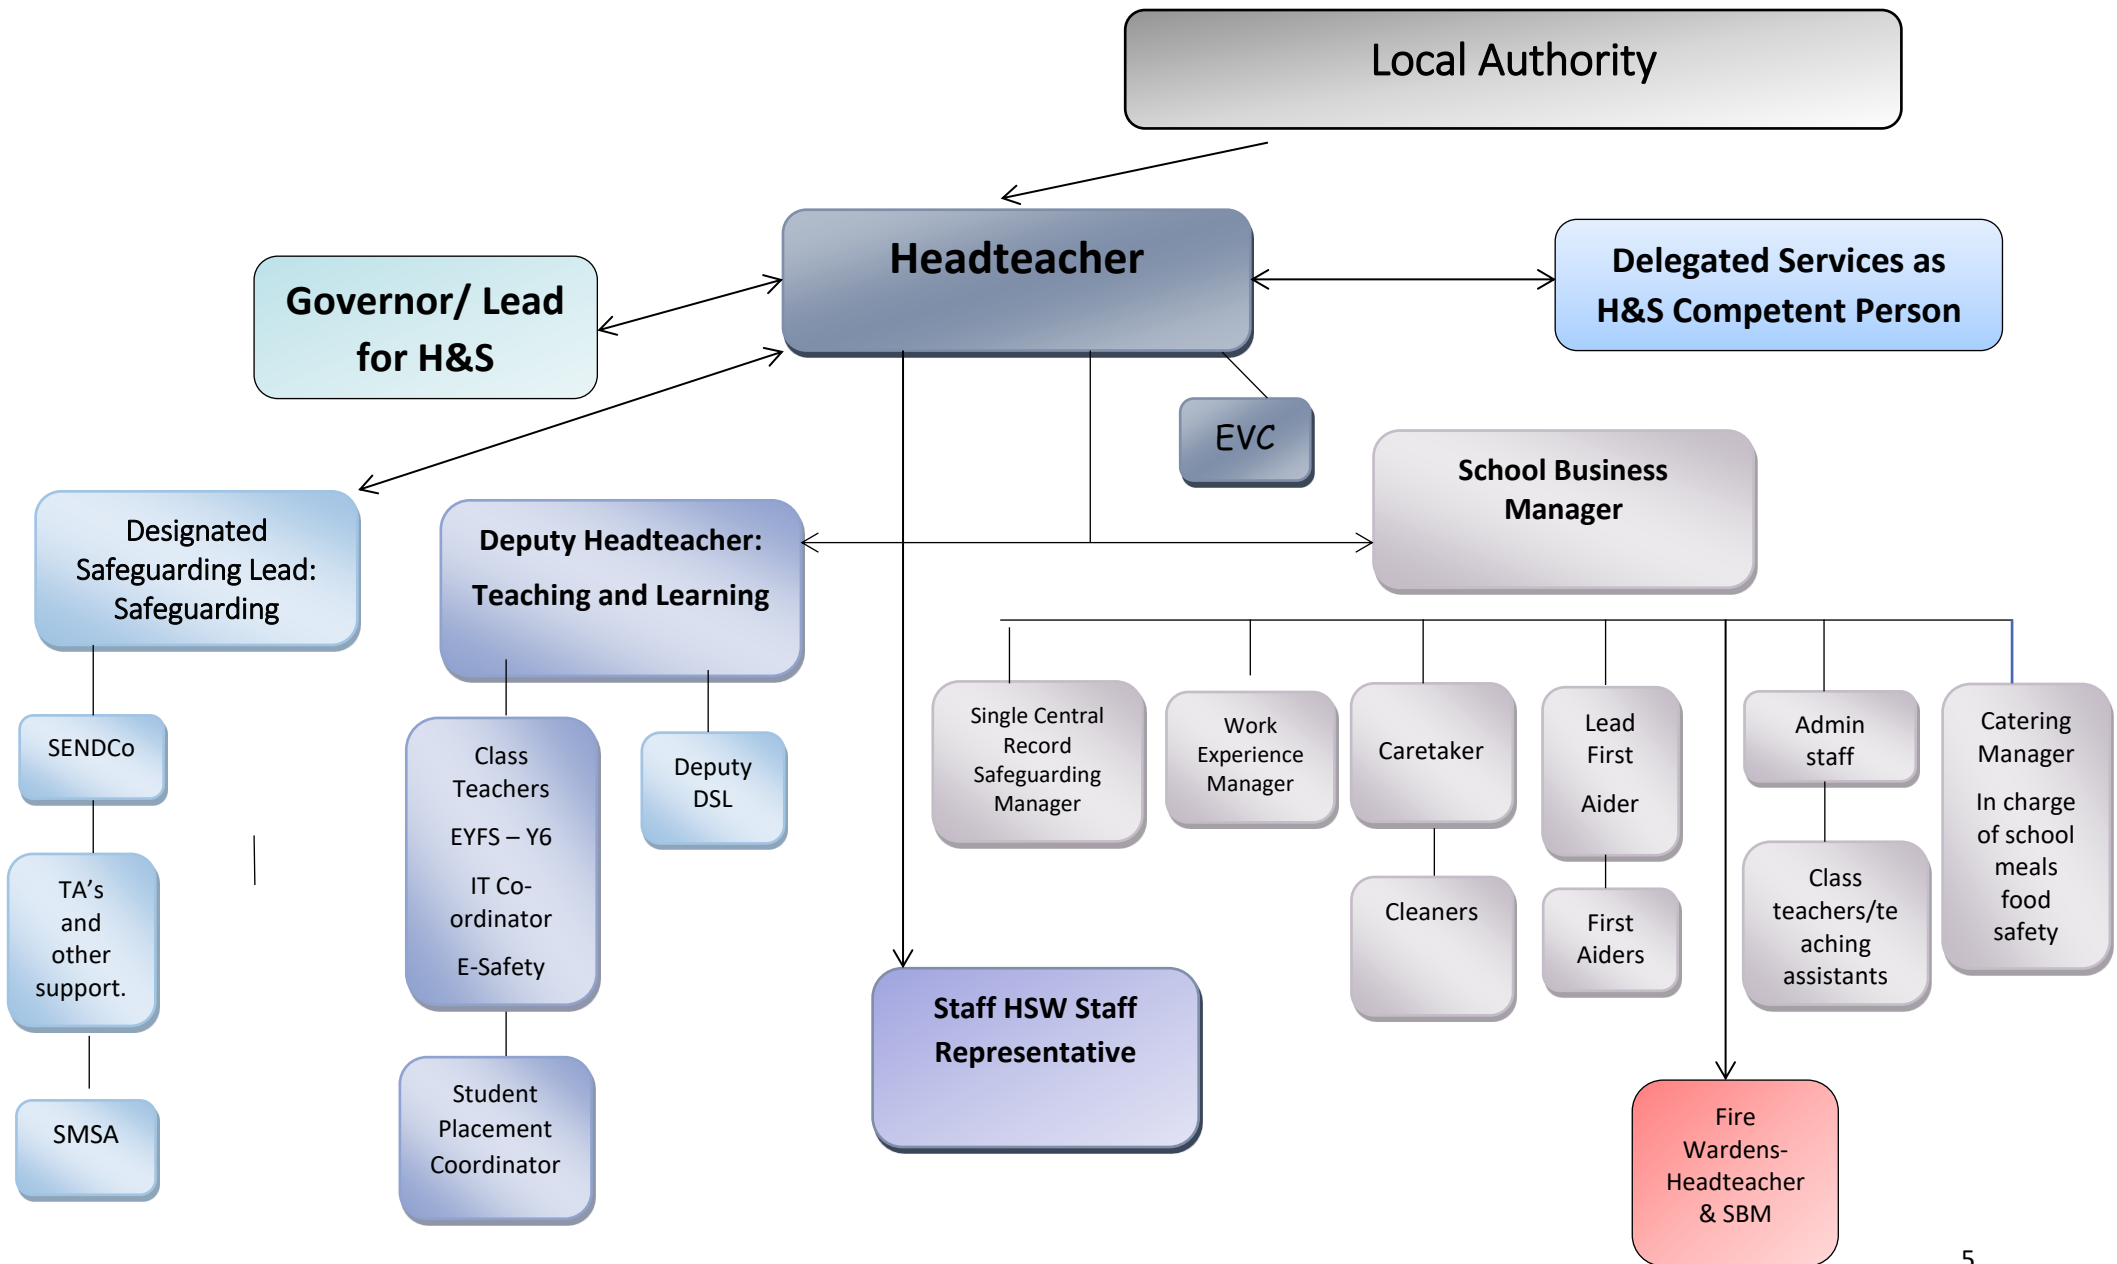 Local Authority
Headteacher
Governor/ Lead
for H&S
Delegated Services as
H&S Competent Person
EVC
School Business
Manager
Designated
Safeguarding Lead:
Safeguarding
Deputy Headteacher:
Teaching and Learning
SENDCo
TA's
and
other
support.
SMSA
Class
Teachers
EYFS – Y6
IT Co-
ordinator
E-Safety
Deputy
DSL
Student
Placement
Coordinator
Staff HSW Staff
Representative
Single Central
Record
Safeguarding
Manager
Work
Experience
Manager
Caretaker
Cleaners
Lead
First
Aider
First
Aiders
Admin
staff
Class
teachers/te
aching
assistants
Catering
Manager
In charge
of school
meals
food
safety
Fire
Wardens-
Headteacher
& SBM
5